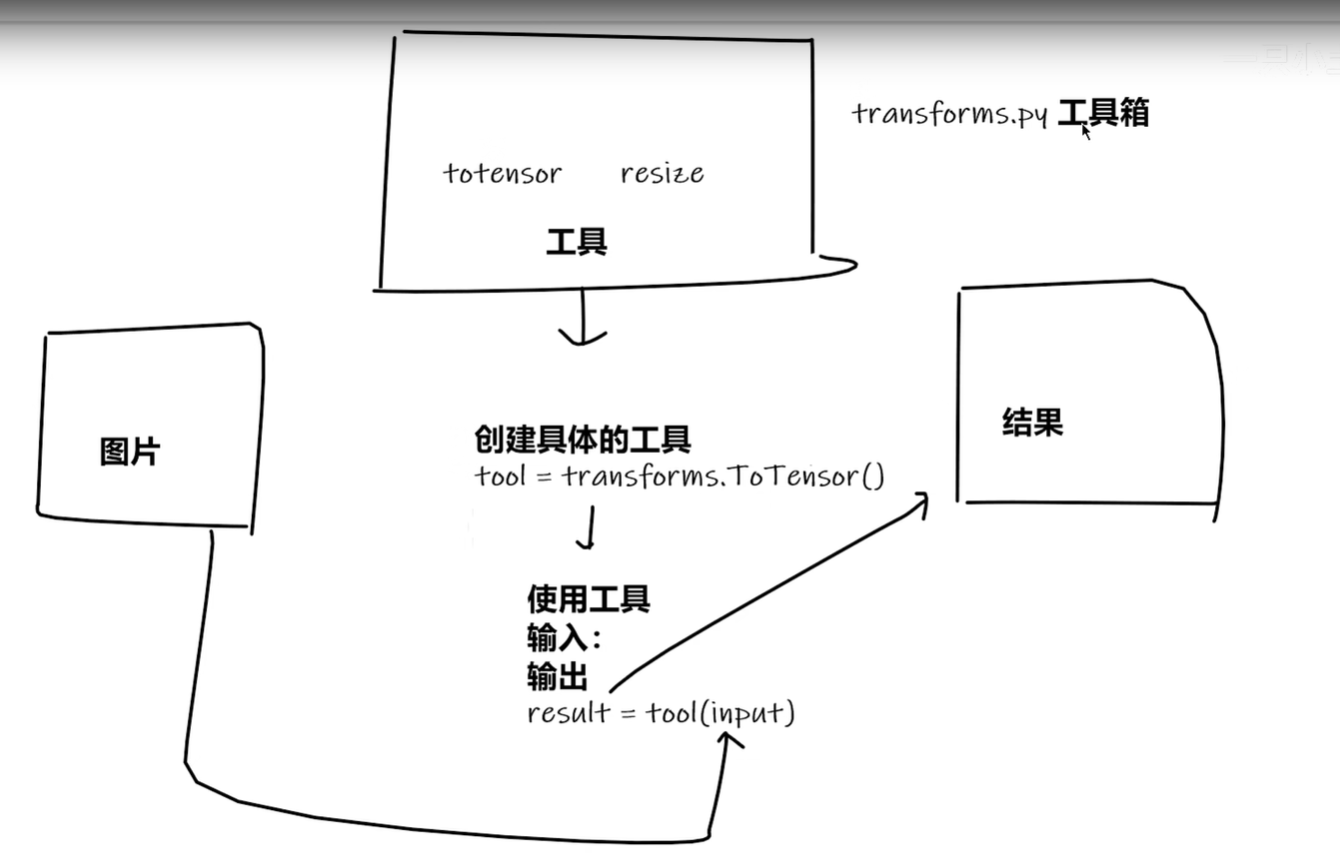 transforms.py 工具箱
totensor resize
工具
图片
创建具体的工具
tool = transforms.ToTensor()
结果
使用工具
输入：
输出
result = tool(input)